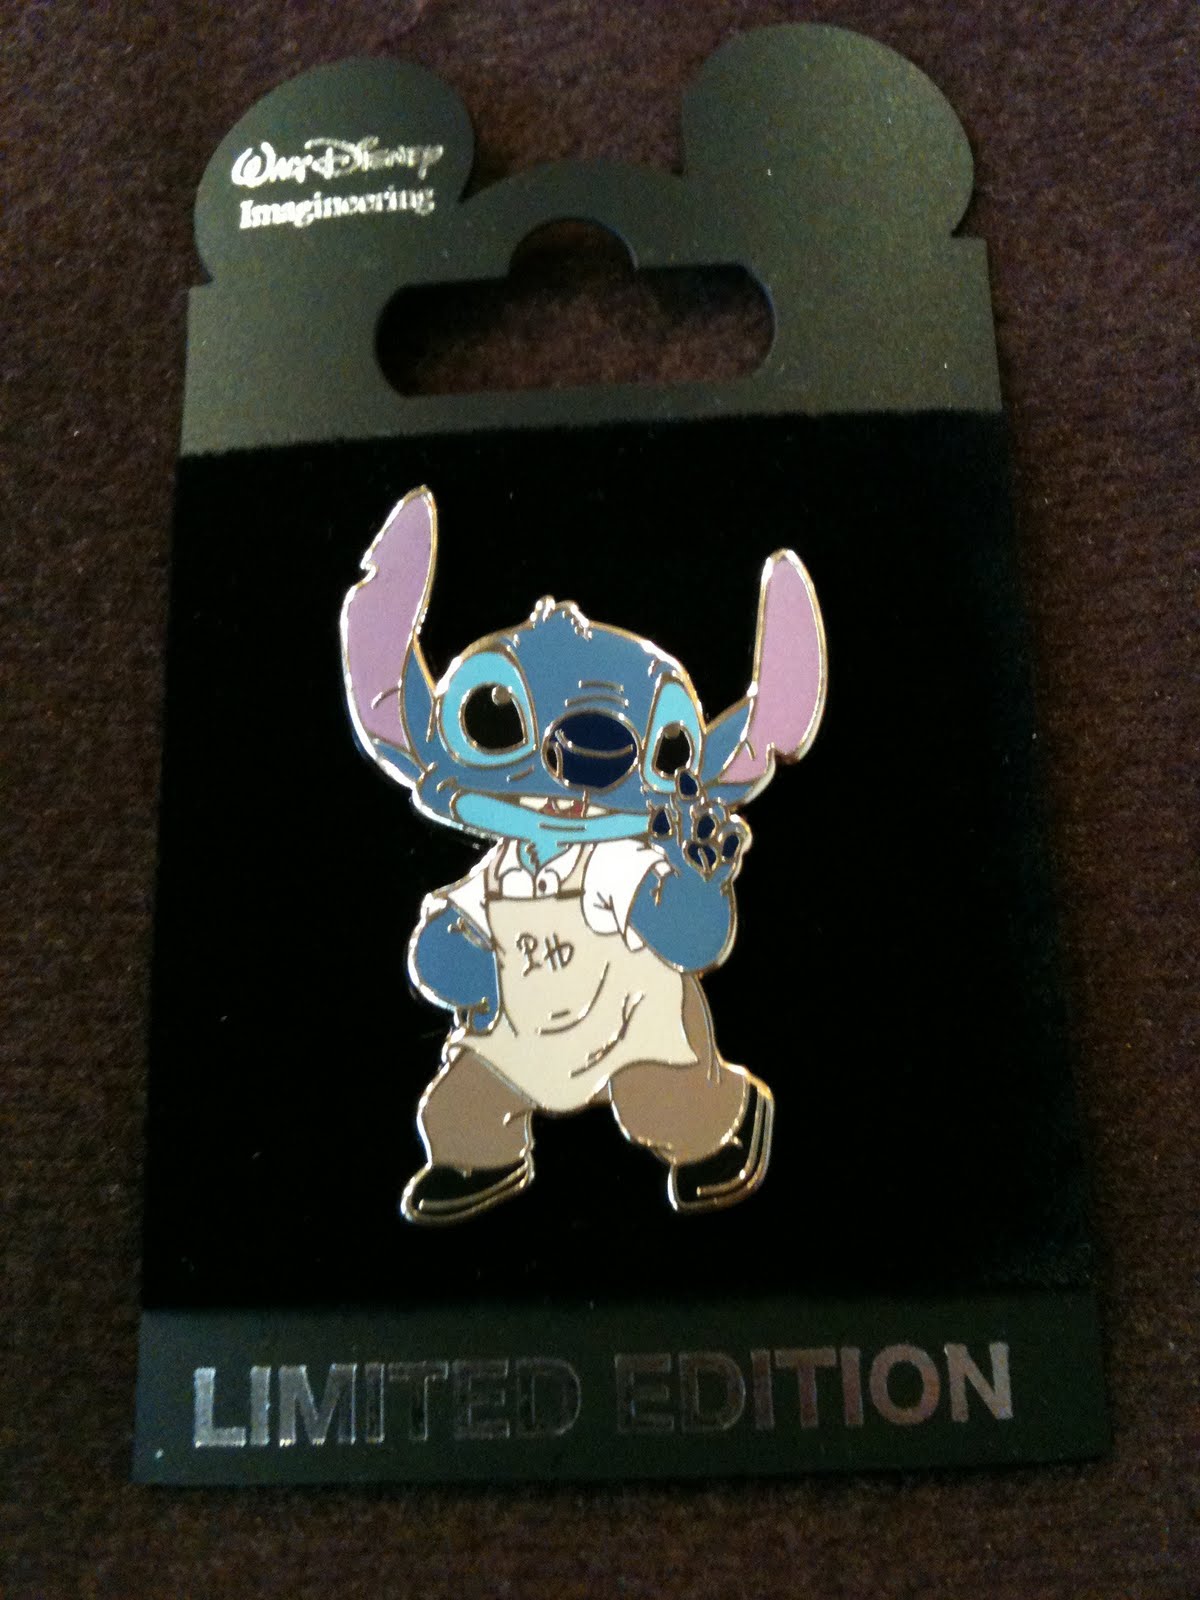 WALT DISNEY
Imagineering
PH
LIMITED EDITION